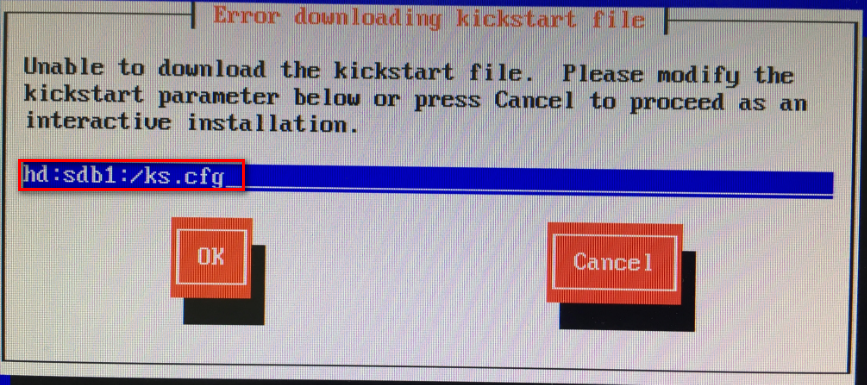 Error downloading kickstart file
Unable to download the kickstart file.  Please modify the
kickstart parameter below or press Cancel to proceed as an
interactive installation.
hd:sdb1:/ks.cfg_
OK
Cancel